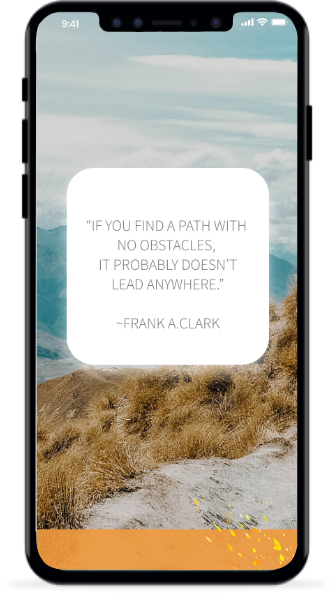 9:41
“IF YOU FIND A PATH WITH
NO OBSTACLES,
IT PROBABLY DOESN’T
LEAD ANYWHERE.”
~FRANK A.CLARK